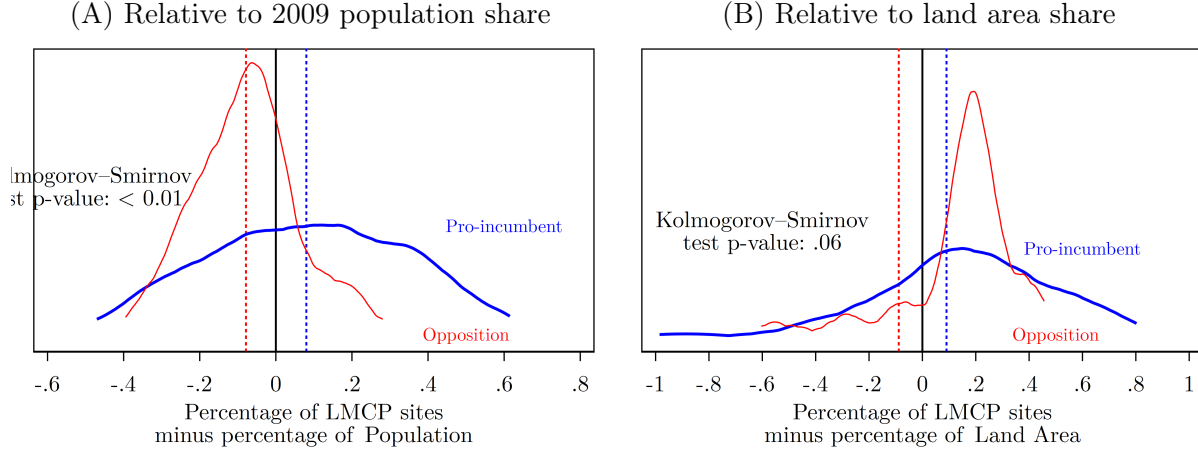 (A) Relative to 2009 population share
lmogorov–Smirnov
st p-value: < 0.01
Pro-incumbent
Opposition
-.6 -.4 -.2 0 .2 .4 .6 .8
Percentage of LMCP sites
minus percentage of Population
(B) Relative to land area share
Kolmogorov–Smirnov
test p-value: .06
Pro-incumbent
Opposition
-1 -.8 -.6 -.4 -.2 0 .2 .4 .6 .8 1
Percentage of LMCP sites
minus percentage of Land Area